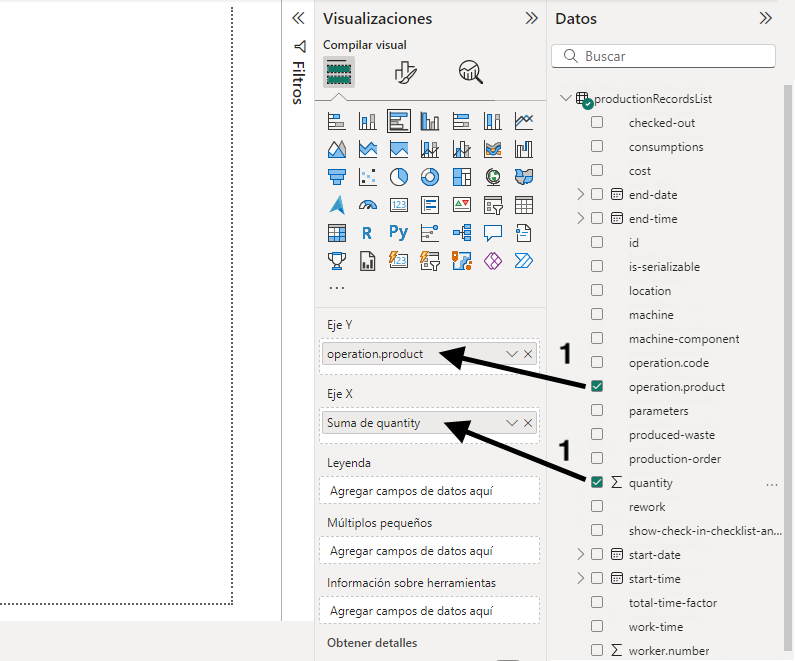 Filtros
Visualizaciones
Compilar visual
123
R
Py
123
...
Eje Y
operation.product
Eje X
Suma de quantity
Leyenda
Agregar campos de datos aquí
Múltiplos pequeños
Agregar campos de datos aquí
Información sobre herramientas
Agregar campos de datos aquí
Obtener detalles
1
1
Datos
Buscar
productionRecordsList
checked-out
consumptions
cost
end-date
end-time
id
is-serializable
location
machine
machine-component
operation.code
operation.product
parameters
produced-waste
production-order
Σ quantity ...
rework
show-check-in-checklist-an...
start-date
start-time
total-time-factor
work-time
Σ worker.number